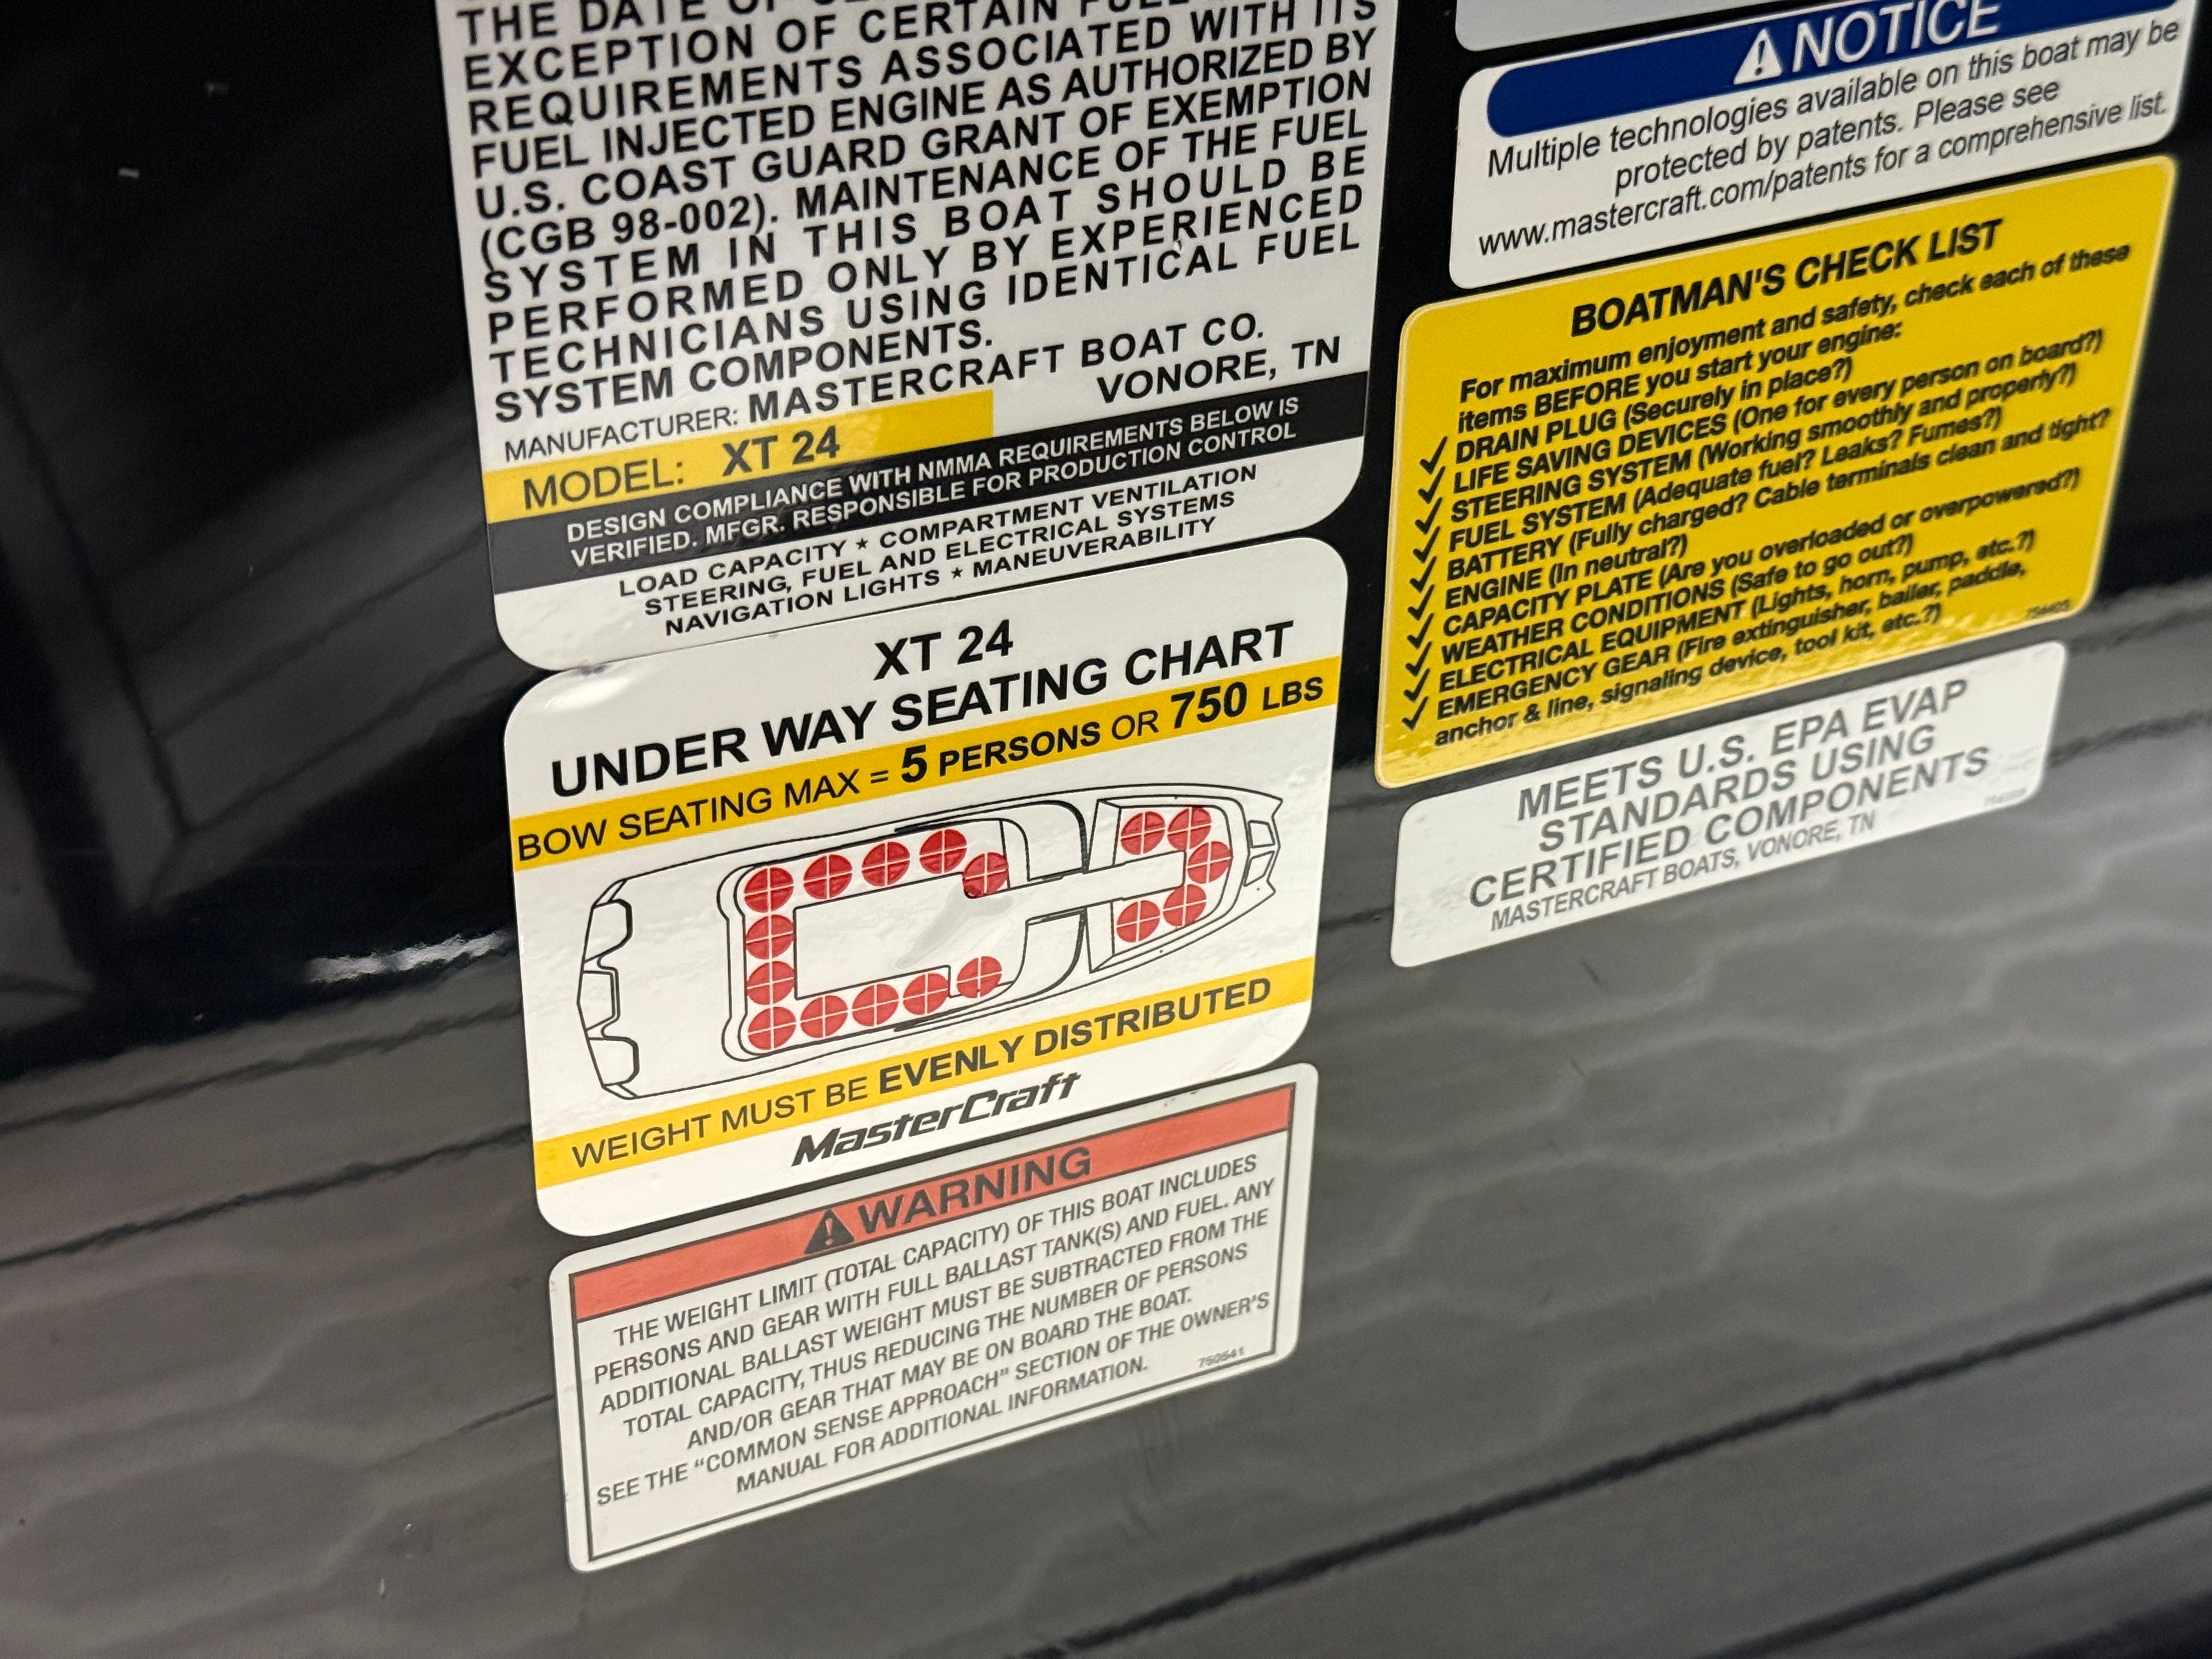 THE DATE OF
EXCEPTION OF CERTAIN
REQUIREMENTS ASSOCIATED WITH ITS
FUEL INJECTED ENGINE AS AUTHORIZED BY
U.S. COAST GUARD GRANT OF EXEMPTION
(CGB 98-002). MAINTENANCE OF THE FUEL
SYSTEM IN THIS BOAT SHOULD BE
PERFORMED ONLY BY EXPERIENCED
TECHNICIANS USING IDENTICAL FUEL
SYSTEM COMPONENTS.
MANUFACTURER: MASTERCRAFT BOAT CO.
VONORE, TN
MODEL: XT 24
DESIGN COMPLIANCE WITH NMMA REQUIREMENTS BELOW IS
VERIFIED. MFGR. RESPONSIBLE FOR PRODUCTION CONTROL
LOAD CAPACITY ★ COMPARTMENT VENTILATION
STEERING, FUEL AND ELECTRICAL SYSTEMS
NAVIGATION LIGHTS ★ MANEUVERABILITY
XT 24
UNDER WAY SEATING CHART
BOW SEATING MAX = 5 PERSONS OR 750 LBS
WEIGHT MUST BE EVENLY DISTRIBUTED
MasterCraft
WARNING
THE WEIGHT LIMIT (TOTAL CAPACITY) OF THIS BOAT INCLUDES
PERSONS AND GEAR WITH FULL BALLAST TANK(S) AND FUEL. ANY
ADDITIONAL BALLAST WEIGHT MUST BE SUBTRACTED FROM THE
TOTAL CAPACITY, THUS REDUCING THE NUMBER OF PERSONS
AND/OR GEAR THAT MAY BE ON BOARD THE BOAT.
SEE THE "COMMON SENSE APPROACH" SECTION OF THE OWNER'S
MANUAL FOR ADDITIONAL INFORMATION.
750541
NOTICE
Multiple technologies available on this boat may be
protected by patents. Please see
www.mastercraft.com/patents for a comprehensive list.
BOATMAN'S CHECK LIST
For maximum enjoyment and safety, check each of these
items BEFORE you start your engine:
✓ DRAIN PLUG (Securely in place?)
✓ LIFE SAVING DEVICES (One for every person on board?)
✓ STEERING SYSTEM (Working smoothly and properly?)
✓ FUEL SYSTEM (Adequate fuel? Leaks? Fumes?)
✓ BATTERY (Fully charged? Cable terminals clean and tight?
✓ ENGINE (In neutral?)
✓ CAPACITY PLATE (Are you overloaded or overpowered?)
✓ WEATHER CONDITIONS (Safe to go out?)
✓ ELECTRICAL EQUIPMENT (Lights, horn, pump, etc.?)
✓ EMERGENCY GEAR (Fire extinguisher, bailer, paddle,
anchor & line, signaling device, tool kit, etc.?)
MEETS U.S. EPA EVAP
STANDARDS USING
CERTIFIED COMPONENTS
MASTERCRAFT BOATS, VONORE, TN